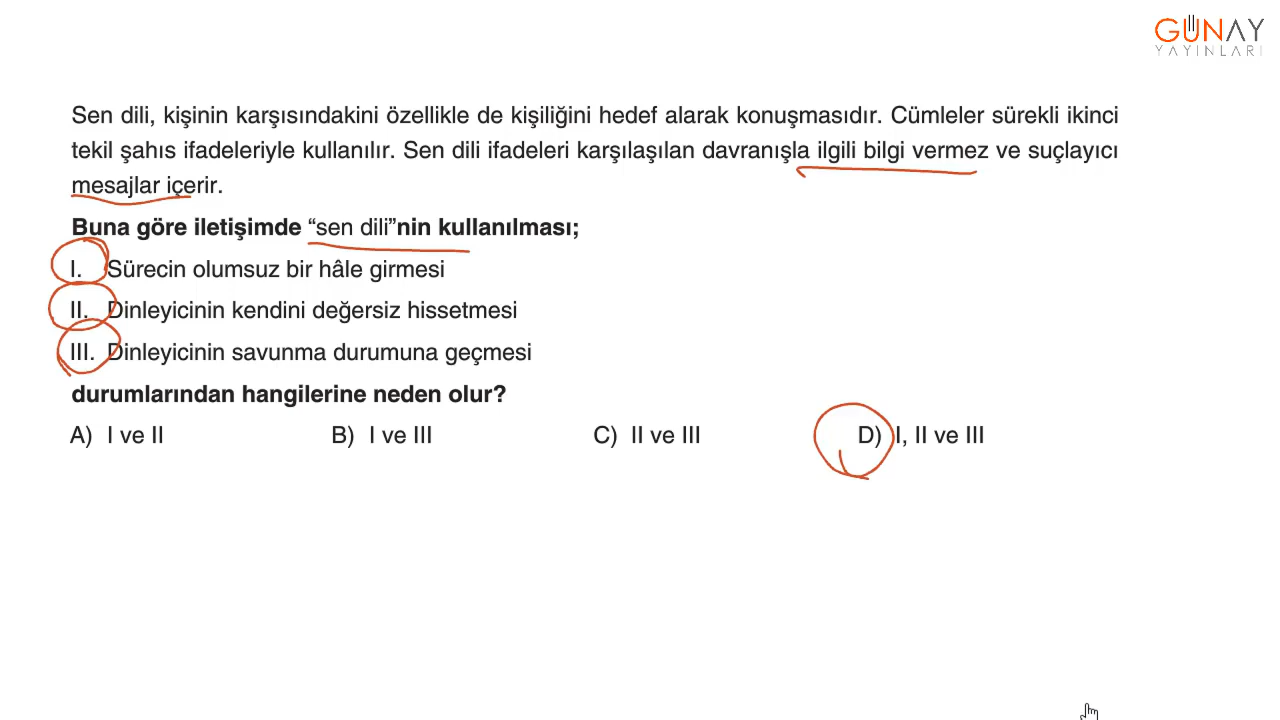 GÜNAY
YAYINLARI
Sen dili, kişinin karşısındakini özellikle de kişiliğini hedef alarak konuşmasıdır. Cümleler sürekli ikinci
tekil şahıs ifadeleriyle kullanılır. Sen dili ifadeleri karşılaşılan davranışla ilgili bilgi vermez ve suçlayıcı
mesajlar içerir.
Buna göre iletişimde “sen dili”nin kullanılması;
I. Sürecin olumsuz bir hâle girmesi
II. Dinleyicinin kendini değersiz hissetmesi
III. Dinleyicinin savunma durumuna geçmesi
durumlarından hangilerine neden olur?
A) I ve II B) I ve III C) II ve III D) I, II ve III